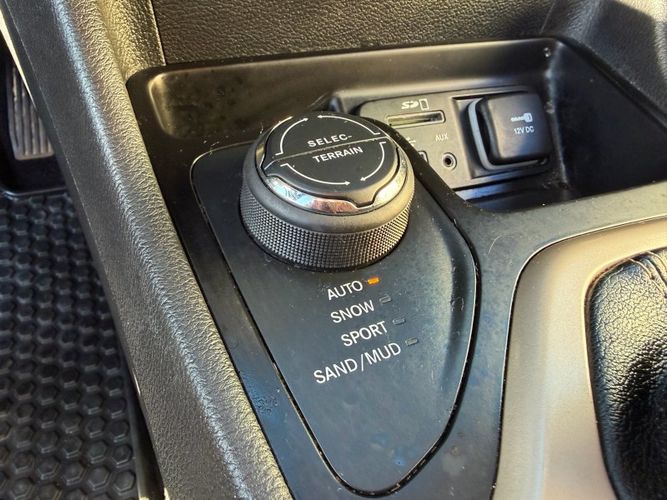 SD
AUX
12V DC
SELEC-
TERRAIN
AUTO
SNOW
SPORT
SAND/MUD